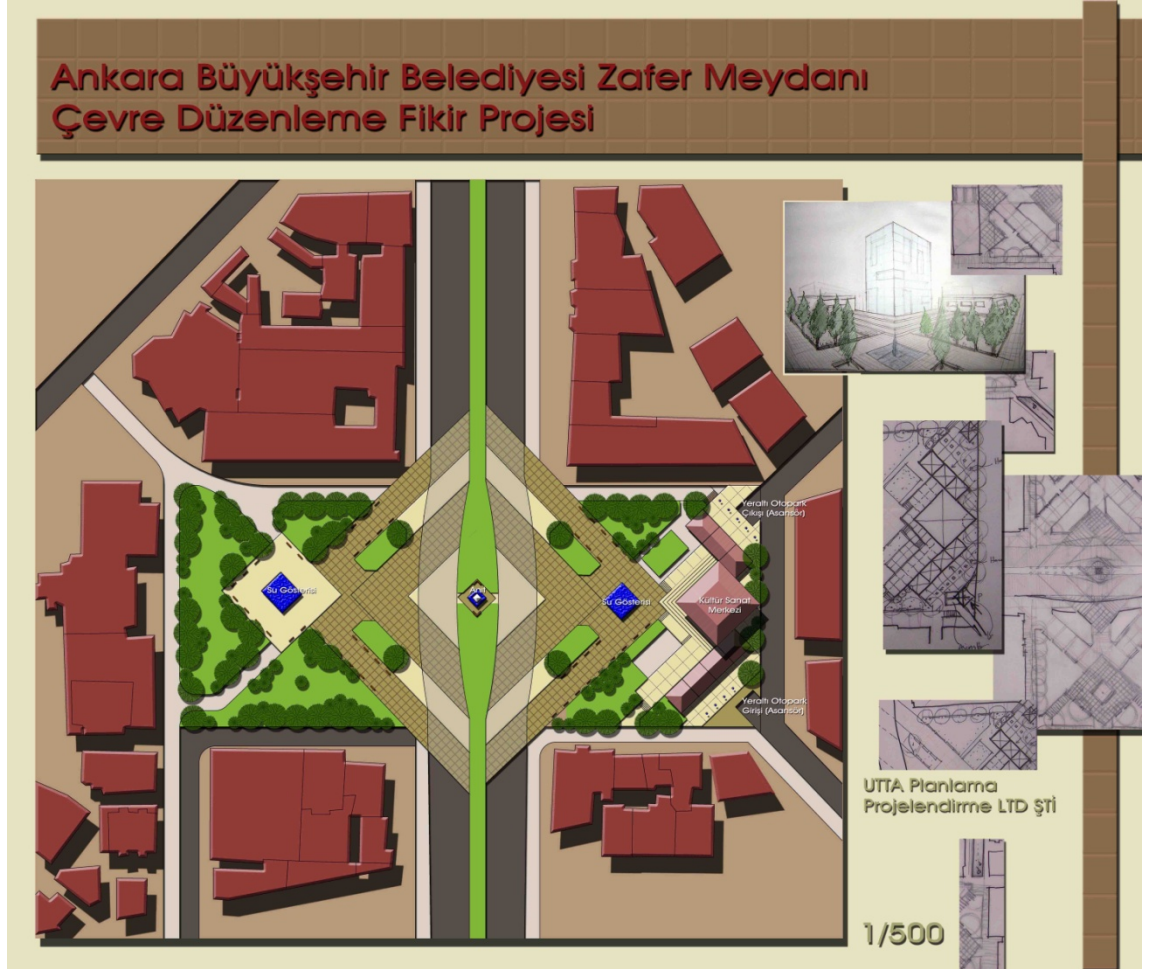 Ankara Büyükşehir Belediyesi Zafer Meydanı
Çevre Düzenleme Fikir Projesi
Yeraltı Otopark
Çıkışı (Asansör)
Su Gösterisi
Anıt
Su Gösterisi
Kültür Sanat
Merkezi
Yeraltı Otopark
Girişi (Asansör)
UTTA Planlama
Projelendirme LTD ŞTİ
1/500